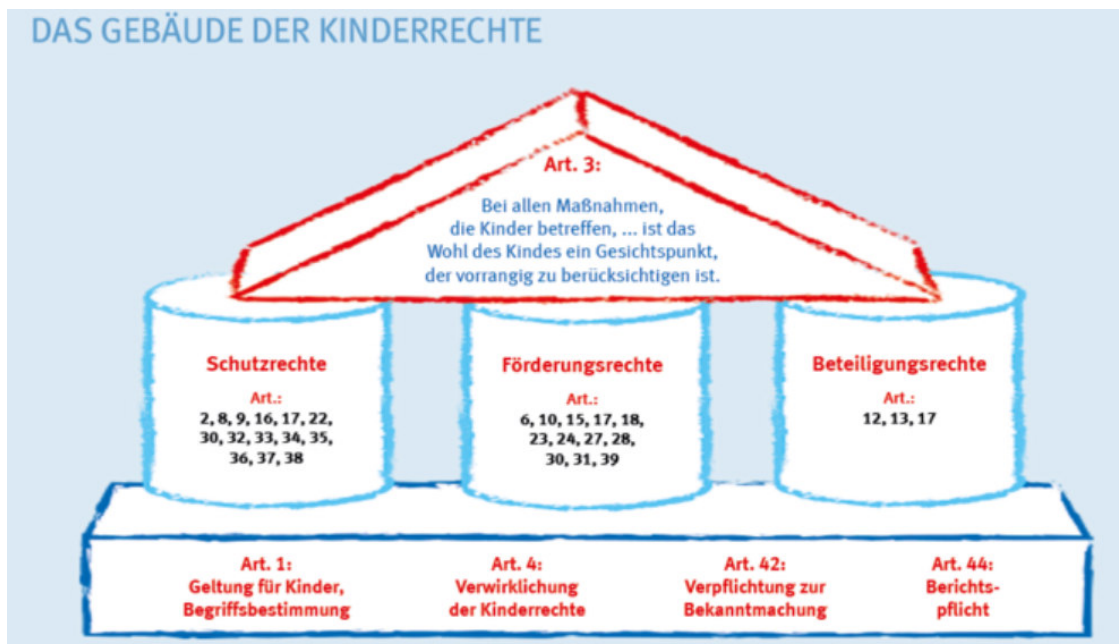 DAS GEBÄUDE DER KINDERRECHTE
Art. 3:
Bei allen Maßnahmen,
die Kinder betreffen, ... ist das
Wohl des Kindes ein Gesichtspunkt,
der vorrangig zu berücksichtigen ist.
Schutzrechte
Art.:
2, 8, 9, 16, 17, 22,
30, 32, 33, 34, 35,
36, 37, 38
Förderungsrechte
Art.:
6, 10, 15, 17, 18,
23, 24, 27, 28,
30, 31, 39
Beteiligungsrechte
Art.:
12, 13, 17
Art. 1:
Geltung für Kinder,
Begriffsbestimmung
Art. 4:
Verwirklichung
der Kinderrechte
Art. 42:
Verpflichtung zur
Bekanntmachung
Art. 44:
Berichts-
pflicht